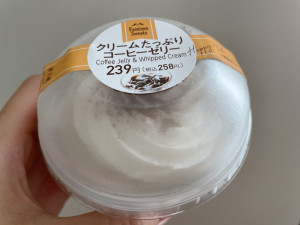 Famima
Sweets
クリームたっぷり
コーヒーゼリー
Coffee Jelly & Whipped Cream
239円(税込258円)